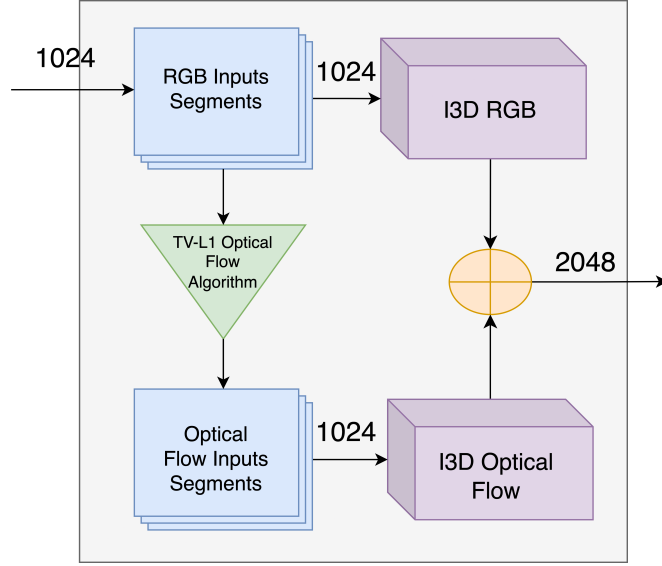 1024
RGB Inputs
Segments
1024
I3D RGB
TV-L1 Optical
Flow
Algorithm
2048
Optical
Flow Inputs
Segments
1024
I3D Optical
Flow